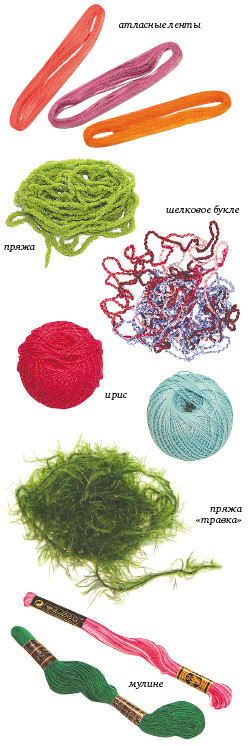 атласные ленты
шелковое букле
пряжа
ирис
пряжа
«травка»
мулине